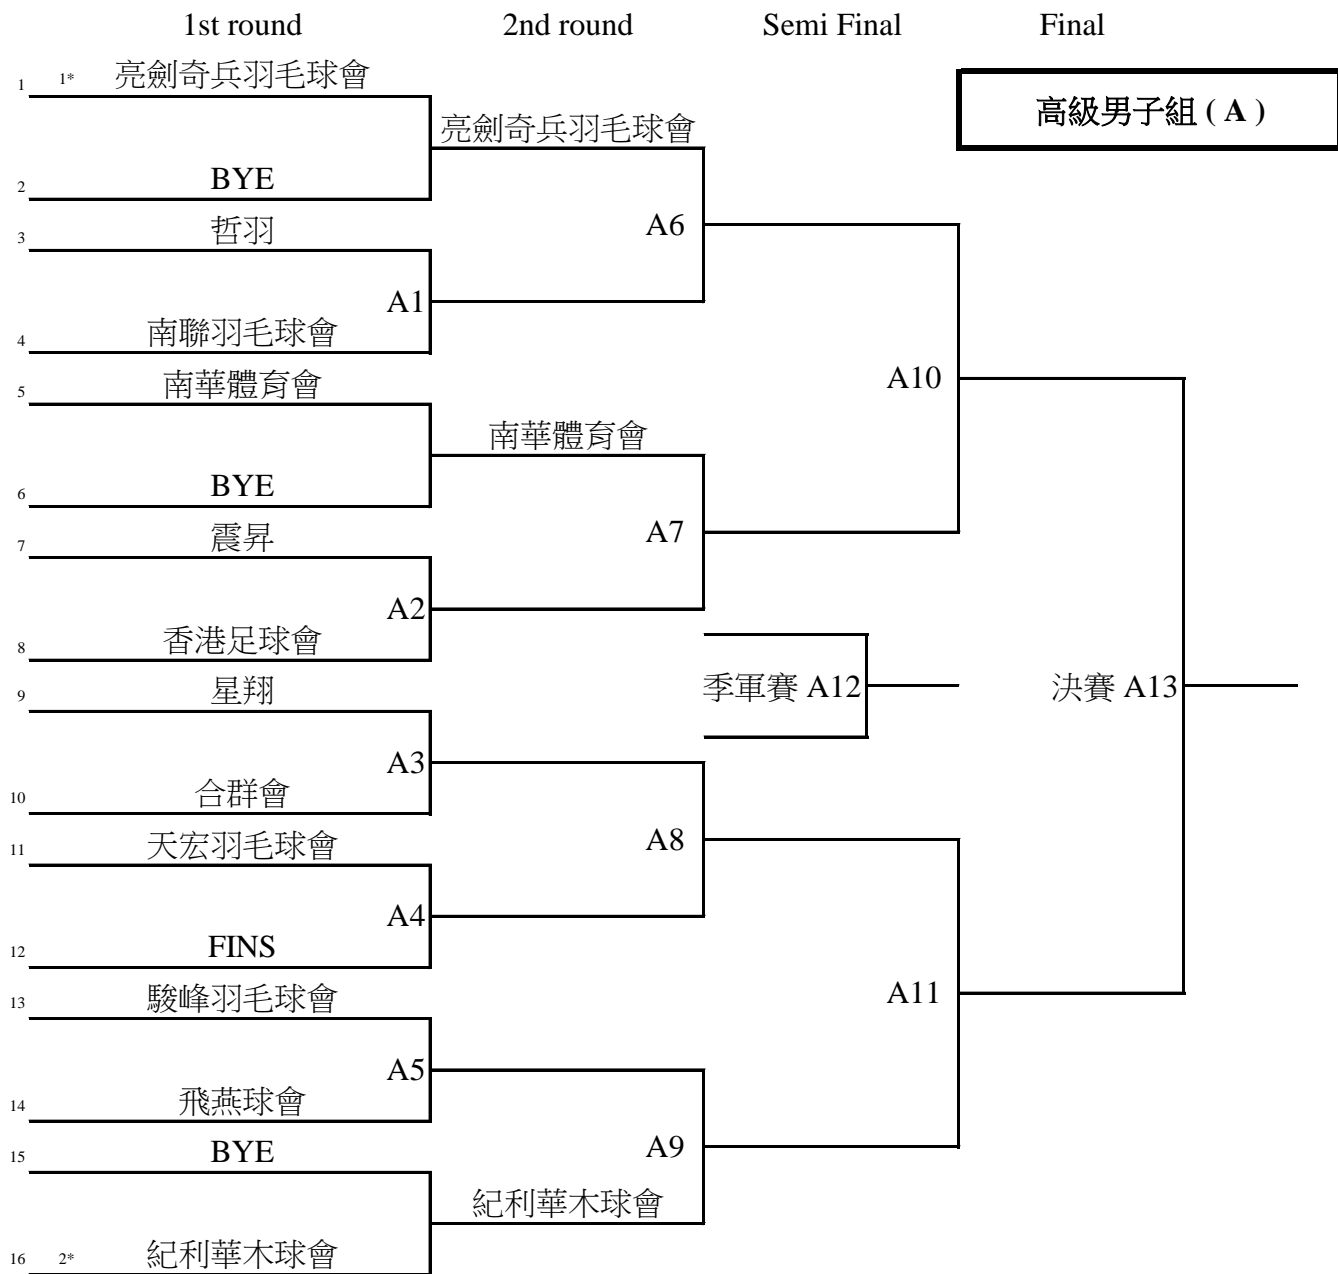 1st round 2nd round Semi Final Final
1 1* 亮劍奇兵羽毛球會
高級男子組 ( A )
亮劍奇兵羽毛球會
2 BYE
3 哲羽
A6
A1
4 南聯羽毛球會
5 南華體育會
A10
南華體育會
6 BYE
7 震昇
A7
A2
8 香港足球會
9 星翔
季軍賽 A12
決賽 A13
A3
10 合群會
11 天宏羽毛球會
A8
A4
12 FINS
13 駿峰羽毛球會
A11
A5
14 飛燕球會
15 BYE
A9
紀利華木球會
16 2* 紀利華木球會